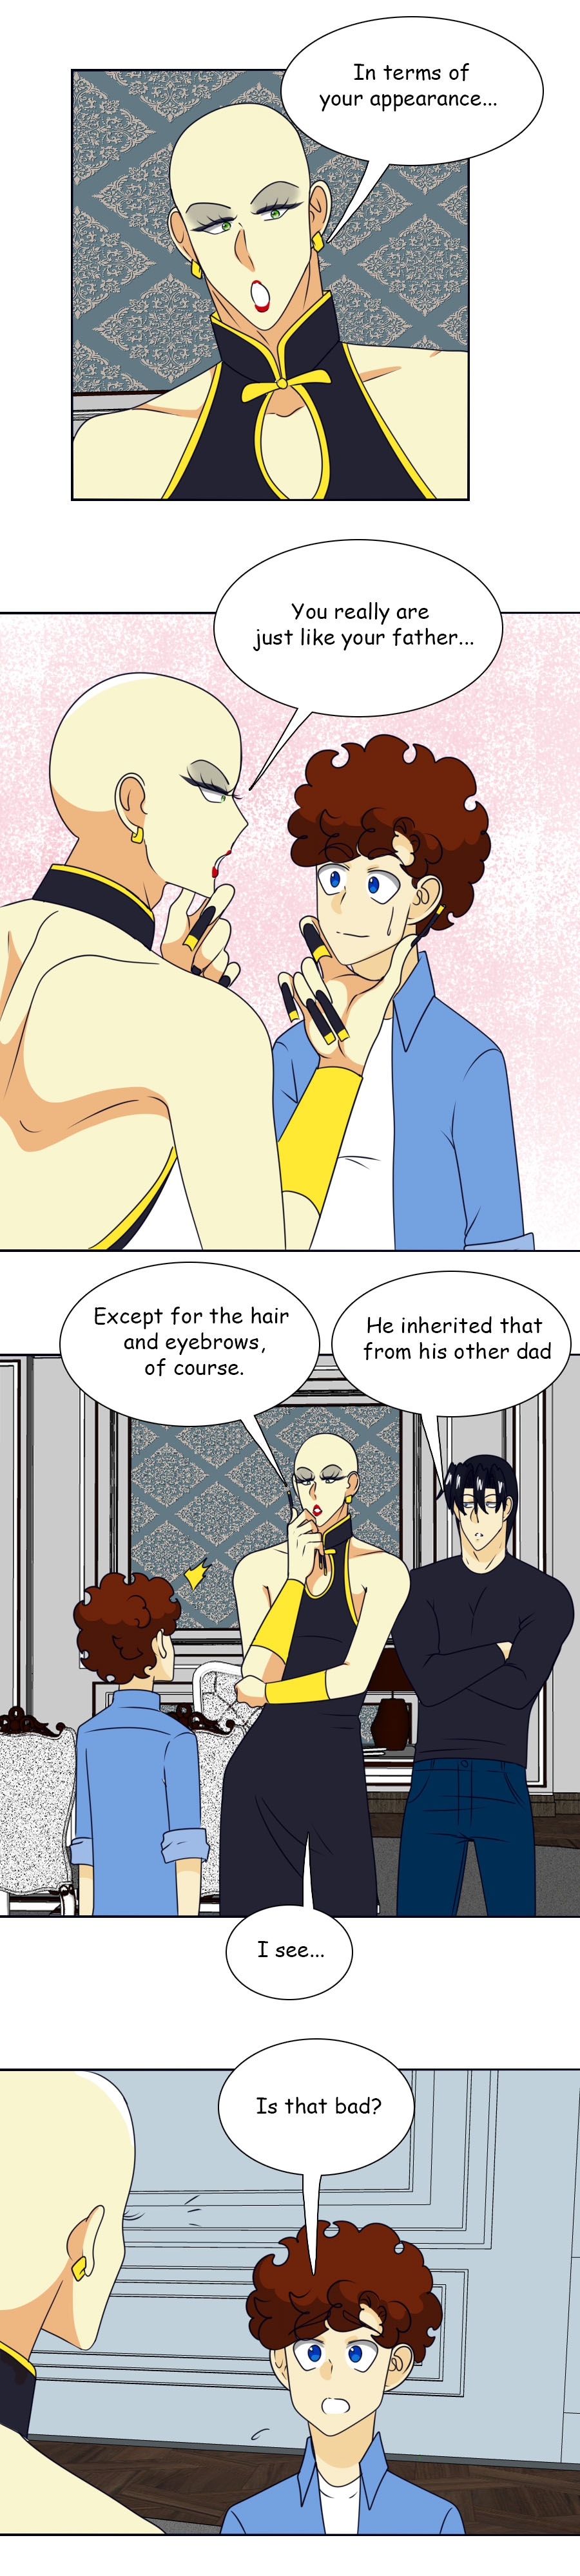 In terms of
your appearance...
You really are
just like your father...
Except for the hair
and eyebrows,
of course.
He inherited that
from his other dad
I see...
Is that bad?